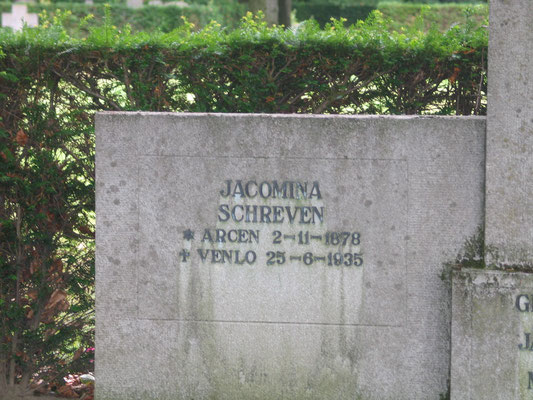 JACOMINA
SCHREVEN
* ARCEN 2-11-1878
† VENLO 25-6-1935